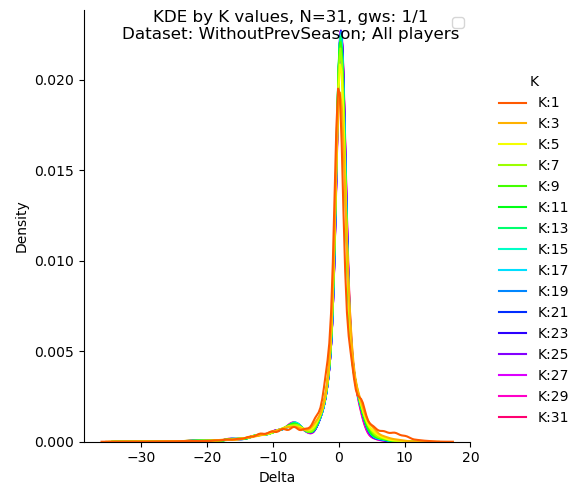 KDE by K values, N=31, gws: 1/1
Dataset: WithoutPrevSeason; All players
Density
0.020
0.015
0.010
0.005
0.000
−30
−20
−10
0
10
20
Delta
K
K:1
K:3
K:5
K:7
K:9
K:11
K:13
K:15
K:17
K:19
K:21
K:23
K:25
K:27
K:29
K:31